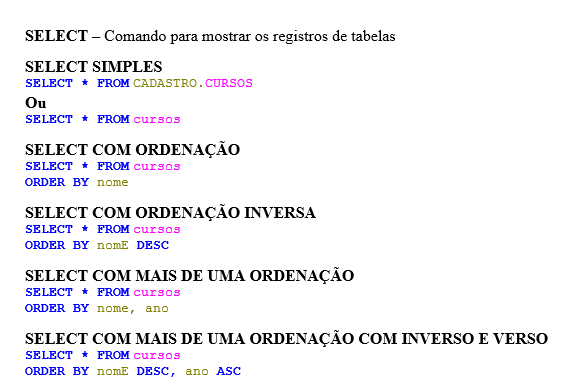 SELECT – Comando para mostrar os registros de tabelas
SELECT SIMPLES
SELECT * FROM CADASTRO.CURSOS
Ou
SELECT * FROM cursos
SELECT COM ORDENAÇÃO
SELECT * FROM cursos
ORDER BY nome
SELECT COM ORDENAÇÃO INVERSA
SELECT * FROM cursos
ORDER BY nomE DESC
SELECT COM MAIS DE UMA ORDENAÇÃO
SELECT * FROM cursos
ORDER BY nome, ano
SELECT COM MAIS DE UMA ORDENAÇÃO COM INVERSO E VERSO
SELECT * FROM cursos
ORDER BY nomE DESC, ano ASC